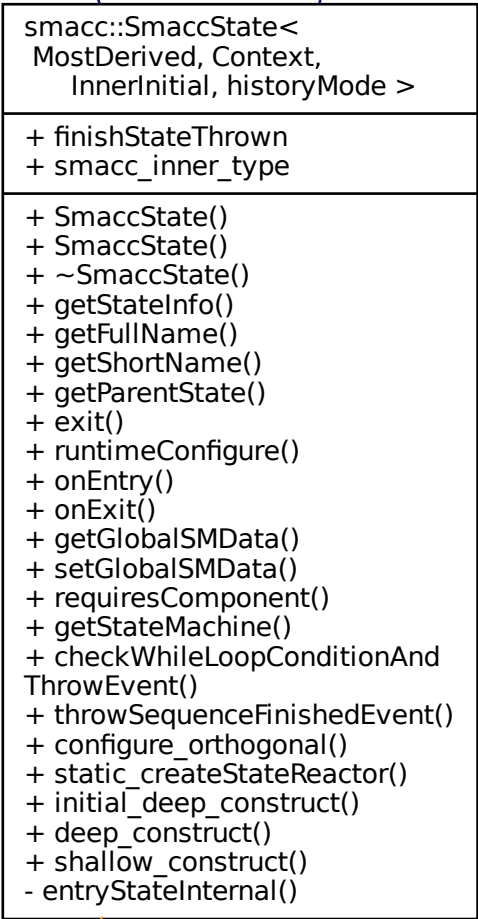 smacc::SmaccState<
MostDerived, Context,
InnerInitial, historyMode >
+ finishStateThrown
+ smacc_inner_type
+ SmaccState()
+ SmaccState()
+ ~SmaccState()
+ getStateInfo()
+ getFullName()
+ getShortName()
+ getParentState()
+ exit()
+ runtimeConfigure()
+ onEntry()
+ onExit()
+ getGlobalSMData()
+ setGlobalSMData()
+ requiresComponent()
+ getStateMachine()
+ checkWhileLoopConditionAnd
ThrowEvent()
+ throwSequenceFinishedEvent()
+ configure_orthogonal()
+ static_createStateReactor()
+ initial_deep_construct()
+ deep_construct()
+ shallow_construct()
- entryStateInternal()